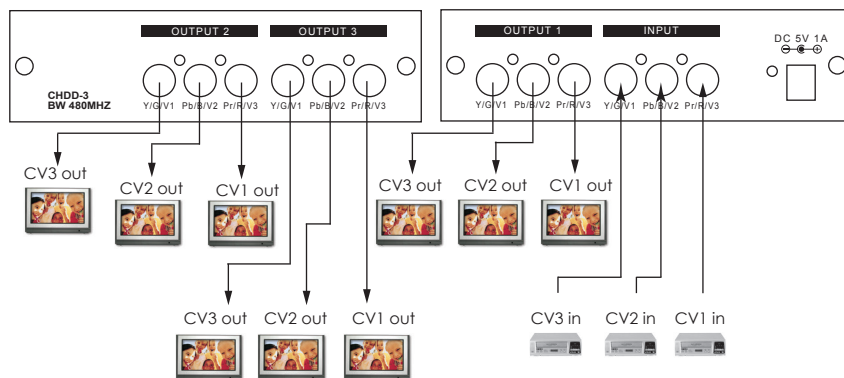 OUTPUT 2 OUTPUT 3
CHDD-3
BW 480MHZ
Y/G/V1 Pb/B/V2 Pr/R/V3 Y/G/V1 Pb/B/V2 Pr/R/V3
OUTPUT 1 INPUT
DC 5V 1A
Y/G/V1 Pb/B/V2 Pr/R/V3 Y/G/V1 Pb/B/V2 Pr/R/V3
CV3 out CV2 out CV1 out
CV3 out CV2 out CV1 out
CV3 out CV2 out CV1 out
CV3 in CV2 in CV1 in